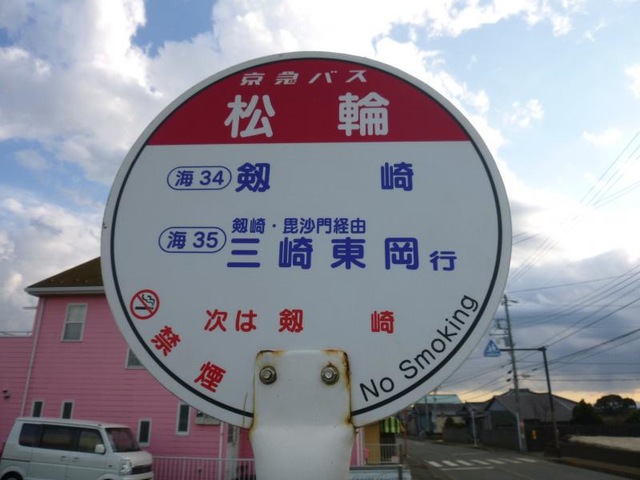 京急バス
松輪
海34 剱崎
剱崎・毘沙門経由
海35 三崎東岡行
次は 剱崎
禁煙
No Smoking